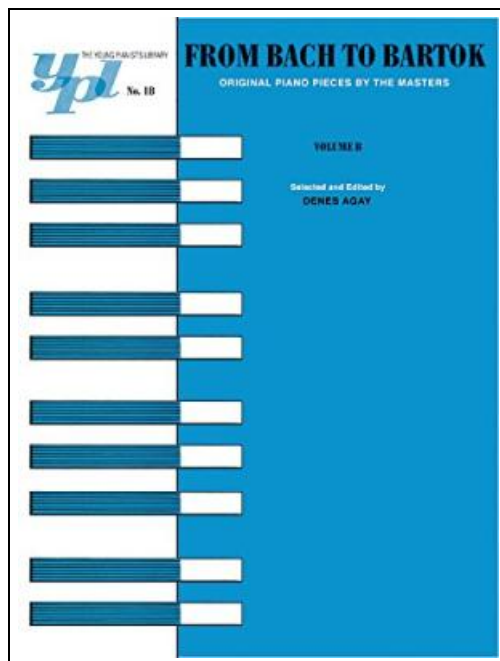 THE YOUNG PIANIST'S LIBRARY
ypl
No. 1B
FROM BACH TO BARTOK
ORIGINAL PIANO PIECES BY THE MASTERS
VOLUME B
Selected and Edited by
DENES AGAY